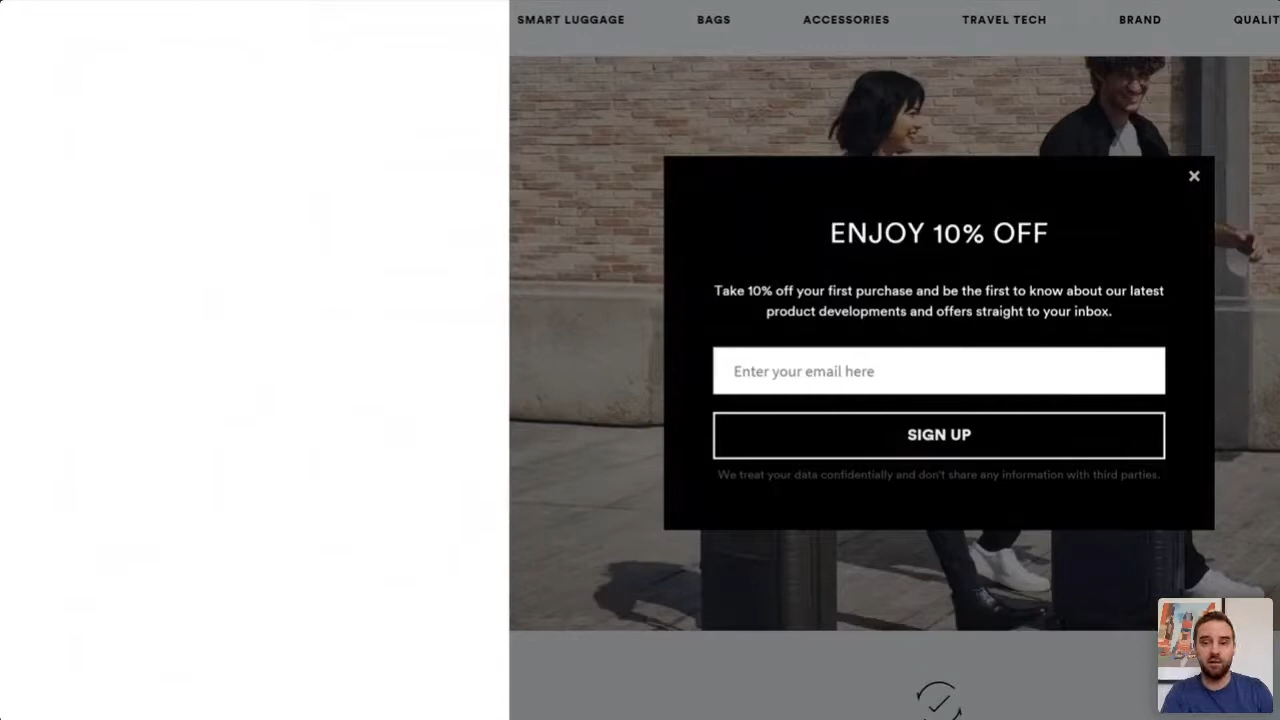 SMART LUGGAGE BAGS ACCESSORIES TRAVEL TECH BRAND QUALIT
ENJOY 10% OFF
Take 10% off your first purchase and be the first to know about our latest
product developments and offers straight to your inbox.
Enter your email here
SIGN UP
We treat your data confidentially and don't share any information with third parties.